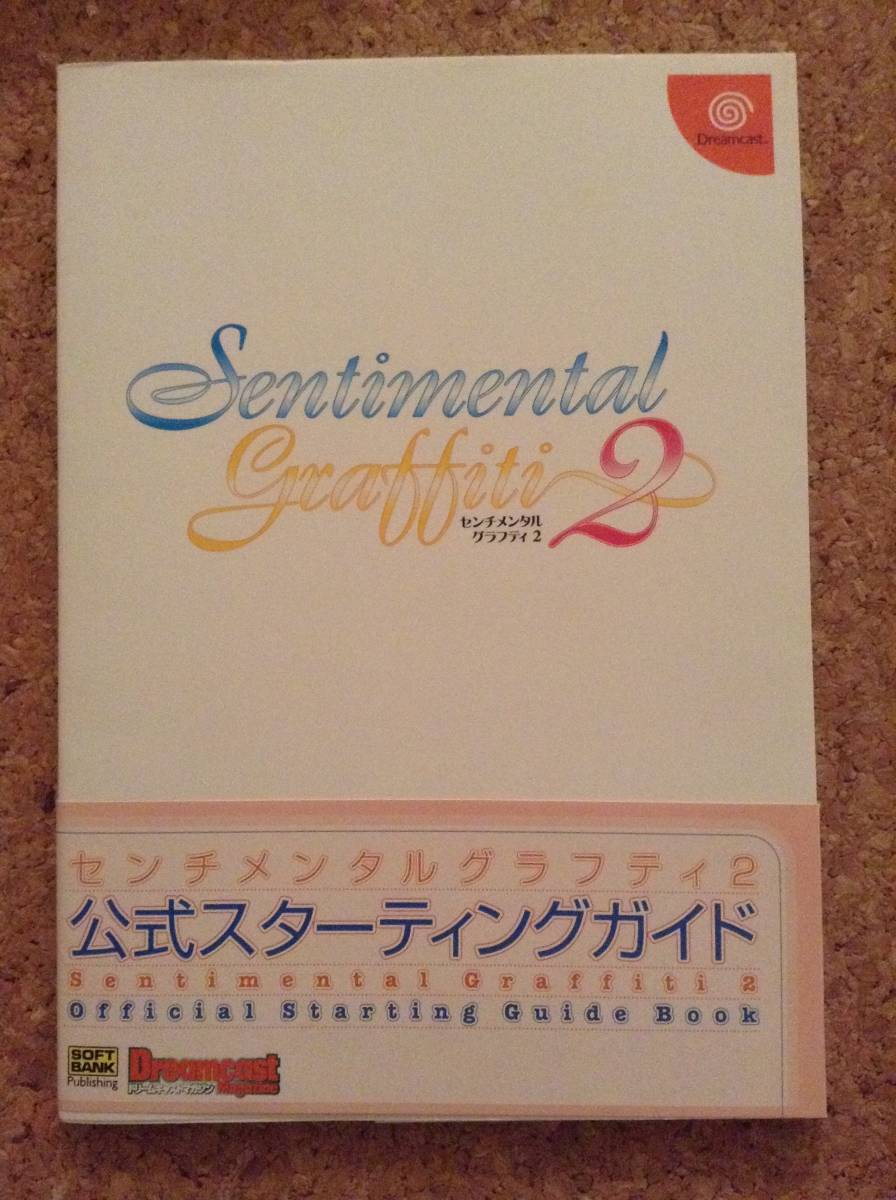 Dreamcast™
Sentimental
Graffiti 2
センチメンタル
グラフティ2
センチメンタルグラフティ2
公式スターティングガイド
Sentimental Graffiti 2
Official Starting Guide Book
SOFT
BANK
Publishing
Dreamcast
ドリームキャストマガジン Magazine